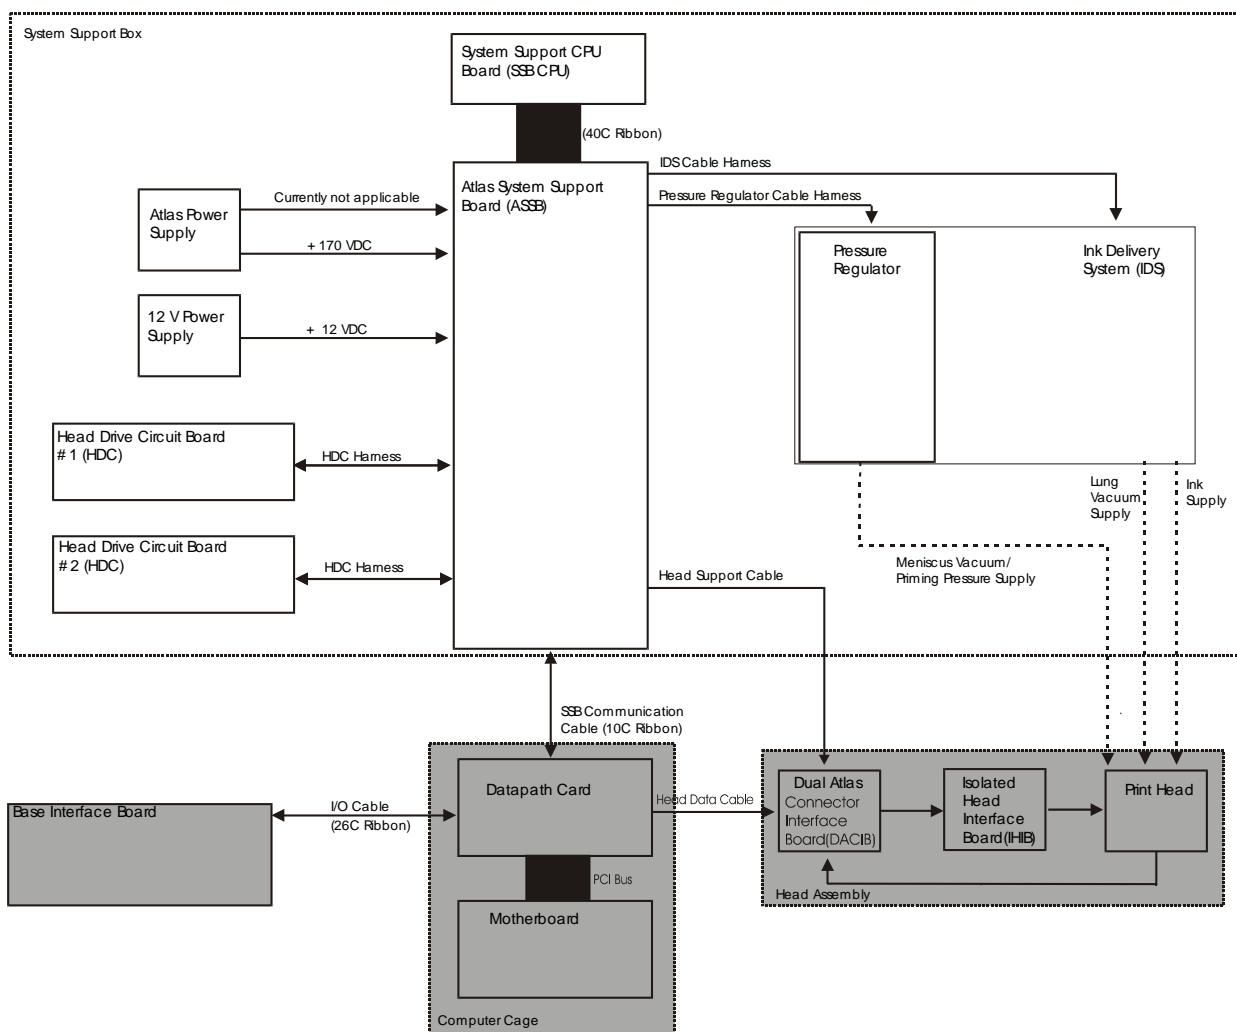 System Support Box
System Support CPU
Board (SSB CPU)
(40C Ribbon)
IDS Cable Harness
Pressure Regulator Cable Harness
Currently not applicable
Atlas Power
Supply
+ 170 VDC
Atlas System Support
Board (ASSB)
Pressure
Regulator
Ink Delivery
System (IDS)
12 V Power
Supply
+ 12 VDC
Head Drive Circuit Board
# 1 (HDC)
HDC Harness
Lung
Vacuum
Supply
Ink
Supply
Head Drive Circuit Board
# 2 (HDC)
HDC Harness
Head Support Cable
Meniscus Vacuum/
Priming Pressure Supply
SSB Communication
Cable (10C Ribbon)
Base Interface Board
I/O Cable
(26C Ribbon)
Datapath Card
Head Data Cable
Dual Atlas
Connector
Interface
Board(DACIB)
Isolated
Head
Interface
Board(IHIB)
Print Head
PCI Bus
Head Assembly
Motherboard
Computer Cage